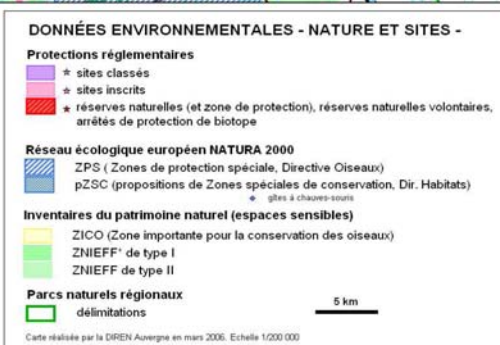 DONNÉES ENVIRONNEMENTALES - NATURE ET SITES -
Protections réglementaires
sites classés
sites inscrits
réserves naturelles (et zone de protection), réserves naturelles volontaires,
arrêtés de protection de biotope
Réseau écologique européen NATURA 2000
ZPS ( Zones de protection spéciale, Directive Oiseaux)
pZSC (propositions de Zones spéciales de conservation, Dir. Habitats)
gîtes à chauves-souris
Inventaires du patrimoine naturel (espaces sensibles)
ZICO (Zone importante pour la conservation des oiseaux)
ZNIEFF* de type I
ZNIEFF de type II
Parcs naturels régionaux
délimitations
5 km
Carte réalisée par la DIREN Auvergne en mars 2006. Echelle 1/200 000